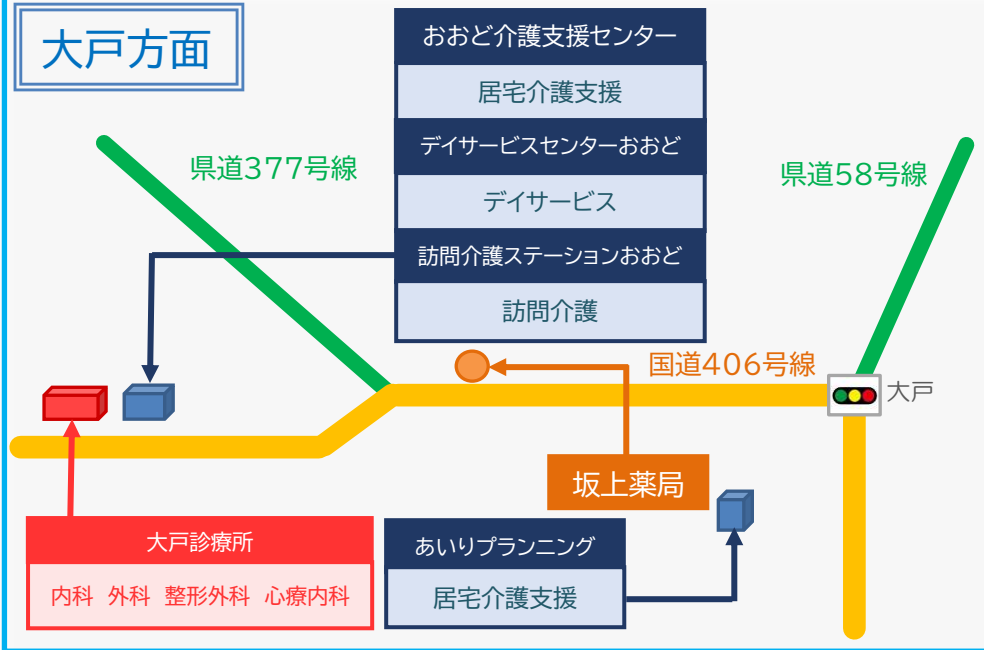 大戸方面
おおど介護支援センター
居宅介護支援
デイサービスセンターおおど
デイサービス
訪問介護ステーションおおど
訪問介護
県道377号線
県道58号線
国道406号線
大戸
坂上薬局
大戸診療所
内科 外科 整形外科 心療内科
あいりプランニング
居宅介護支援